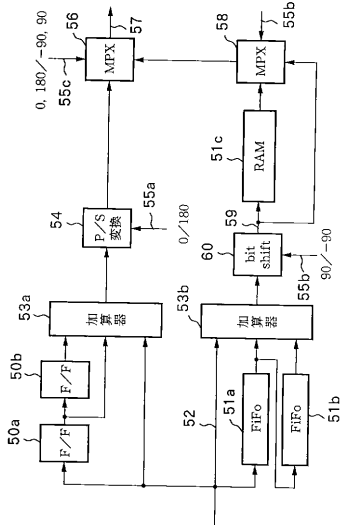 0, 180/-90, 90
55c
56
57
MPX
55b
58
MPX
54
P/S
変換
55a
0/180
51c
RAM
59
60
bit
shift
55b
90/-90
53a
加算器
53b
加算器
50b
F/F
50a
F/F
52
51a
FiFo
FiFo
51b